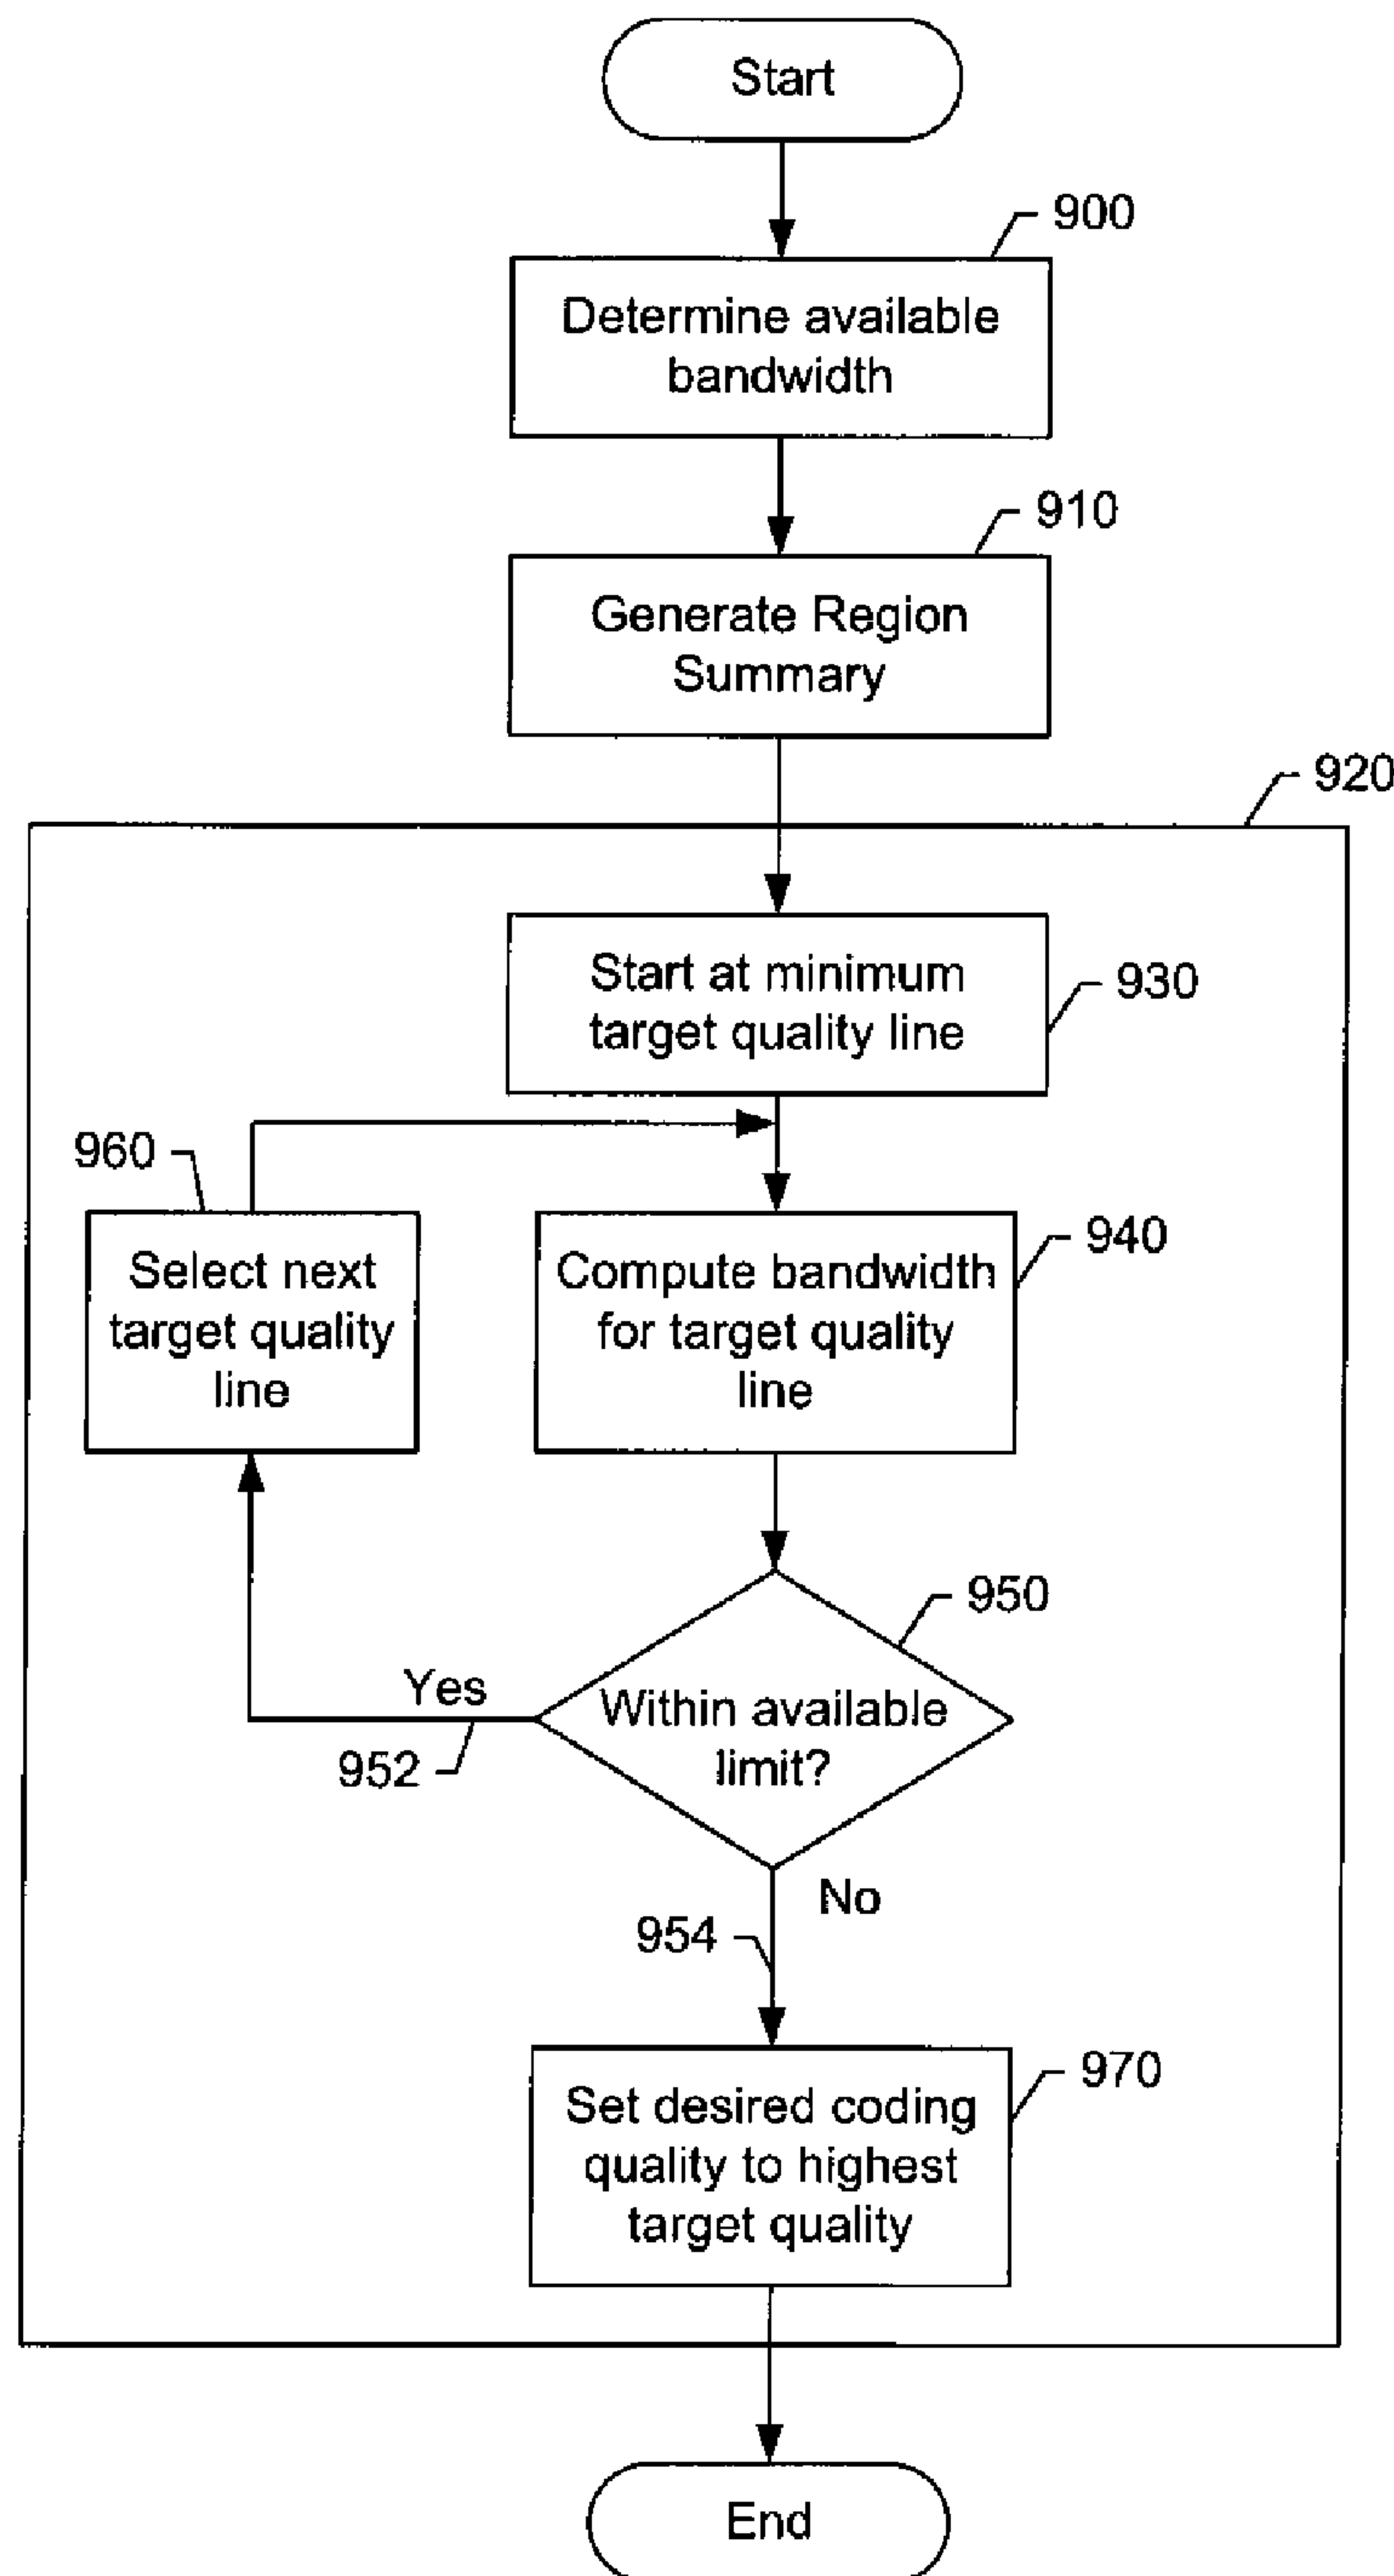 Start
900
Determine available
bandwidth
910
Generate Region
Summary
920
Start at minimum
target quality line
930
960
Select next
target quality
line
Compute bandwidth
for target quality
line
940
950
Yes
Within available
limit?
952
No
954
970
Set desired coding
quality to highest
target quality
End